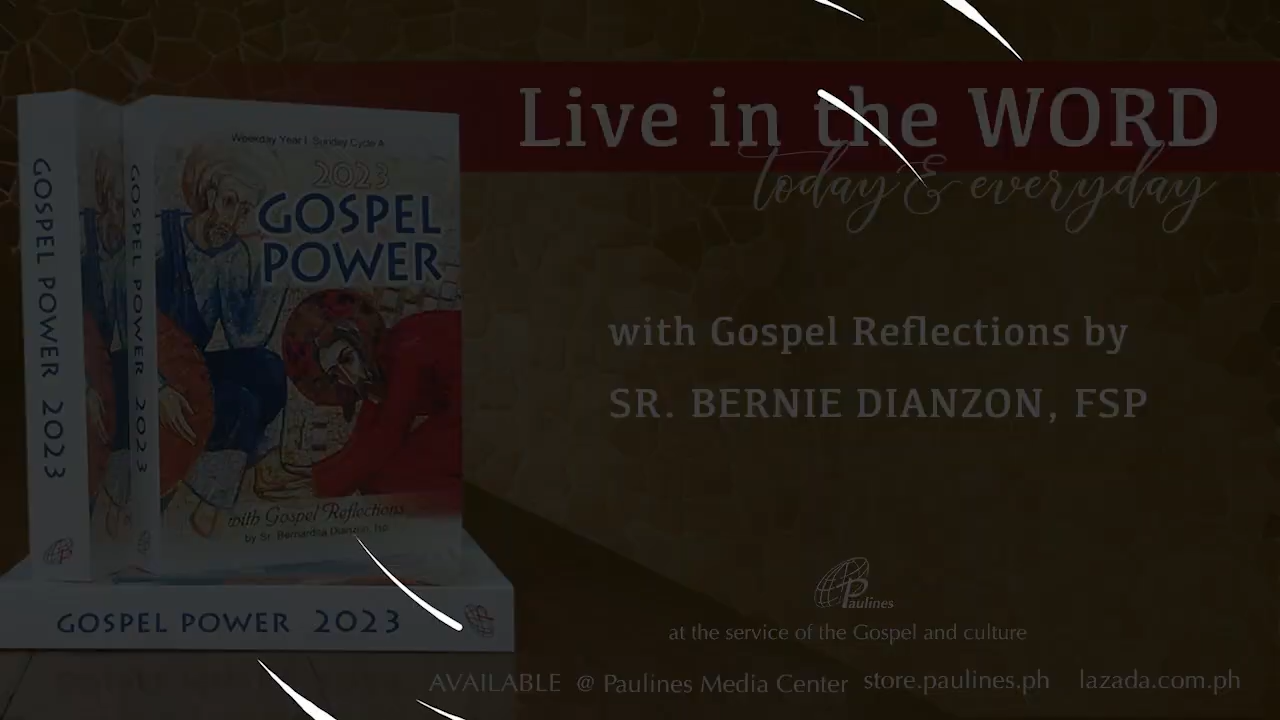 Live in the WORD
today & everyday
with Gospel Reflections by
SR. BERNIE DIANZON, FSP
Weekday Year I Sunday Cycle A
2023
GOSPEL
POWER
with Gospel Reflections
by Sr. Bernardita Dianzon, fsp
GOSPEL POWER 2023
GOSPEL POWER 2023
GOSPEL POWER 2023
Paulines
at the service of the Gospel and culture
AVAILABLE @ Paulines Media Center store.paulines.ph lazada.com.ph